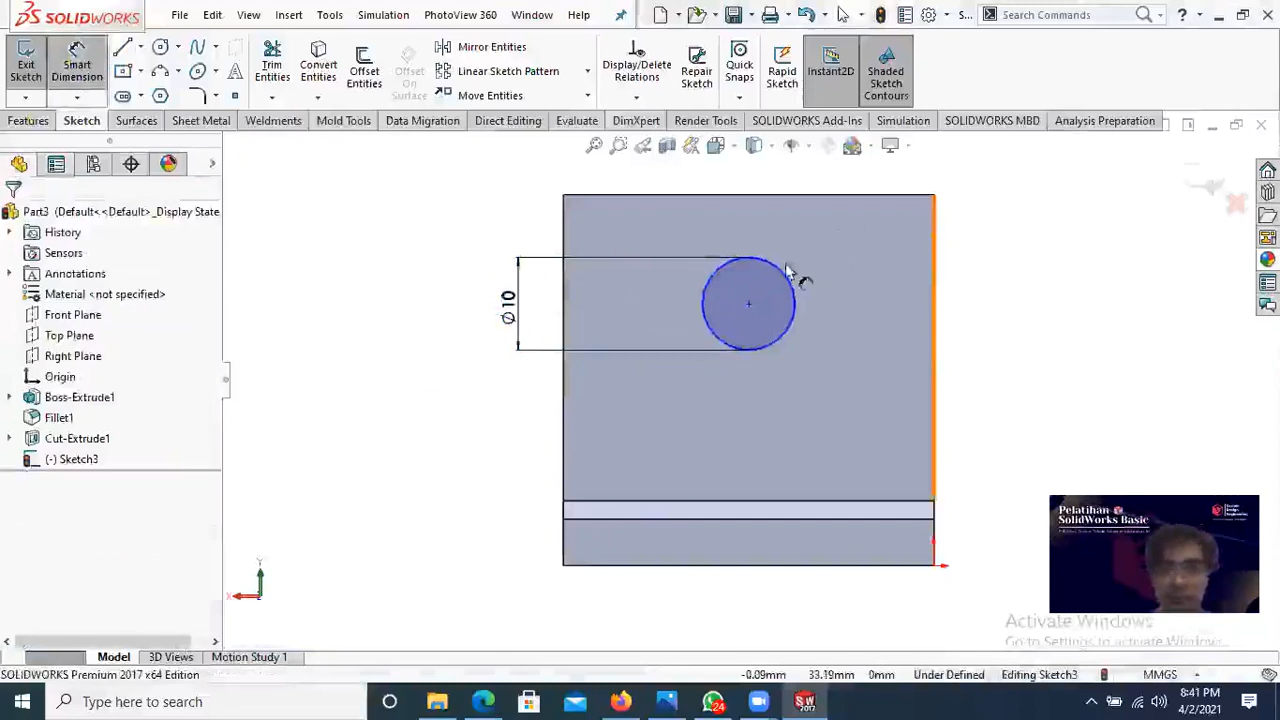 SOLIDWORKS
File Edit View Insert Tools Simulation PhotoView 360 Window Help
S...
Search Commands
Exit Sketch
Smart Dimension
Trim Entities
Convert Entities
Offset Entities
Offset On Surface
Mirror Entities
Linear Sketch Pattern
Move Entities
Display/Delete Relations
Repair Sketch
Quick Snaps
Rapid Sketch
Instant2D
Shaded Sketch Contours
Features Sketch Surfaces Sheet Metal Weldments Mold Tools Data Migration Direct Editing Evaluate DimXpert Render Tools SOLIDWORKS Add-Ins Simulation SOLIDWORKS MBD Analysis Preparation
Part3 (Default<<Default>_Display State
History
Sensors
Annotations
Material <not specified>
Front Plane
Top Plane
Right Plane
Origin
Boss-Extrude1
Fillet1
Cut-Extrude1
(-) Sketch3
Ø10
Y
X
Pelatihan
SolidWorks Basic
Activate Windows
Go to Settings to activate Windows.
Model 3D Views Motion Study 1
SOLIDWORKS Premium 2017 x64 Edition
-0.09mm 33.19mm 0mm Under Defined Editing Sketch3 MMGS
Type here to search
24
SW
2017
8:41 PM
4/2/2021